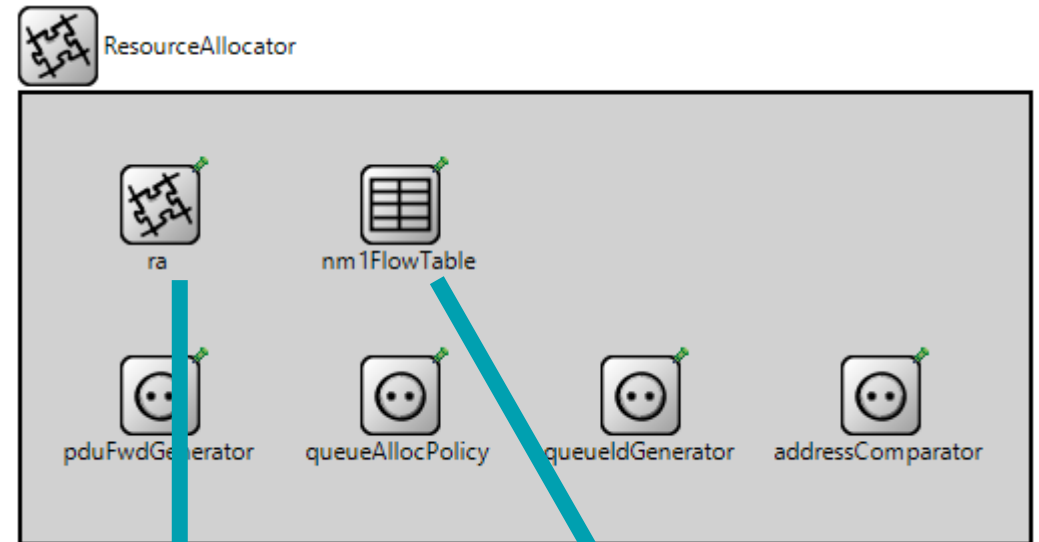 ResourceAllocator
ra
nm1FlowTable
pduFwdGenerator
queueAllocPolicy
queueIdGenerator
addressComparator